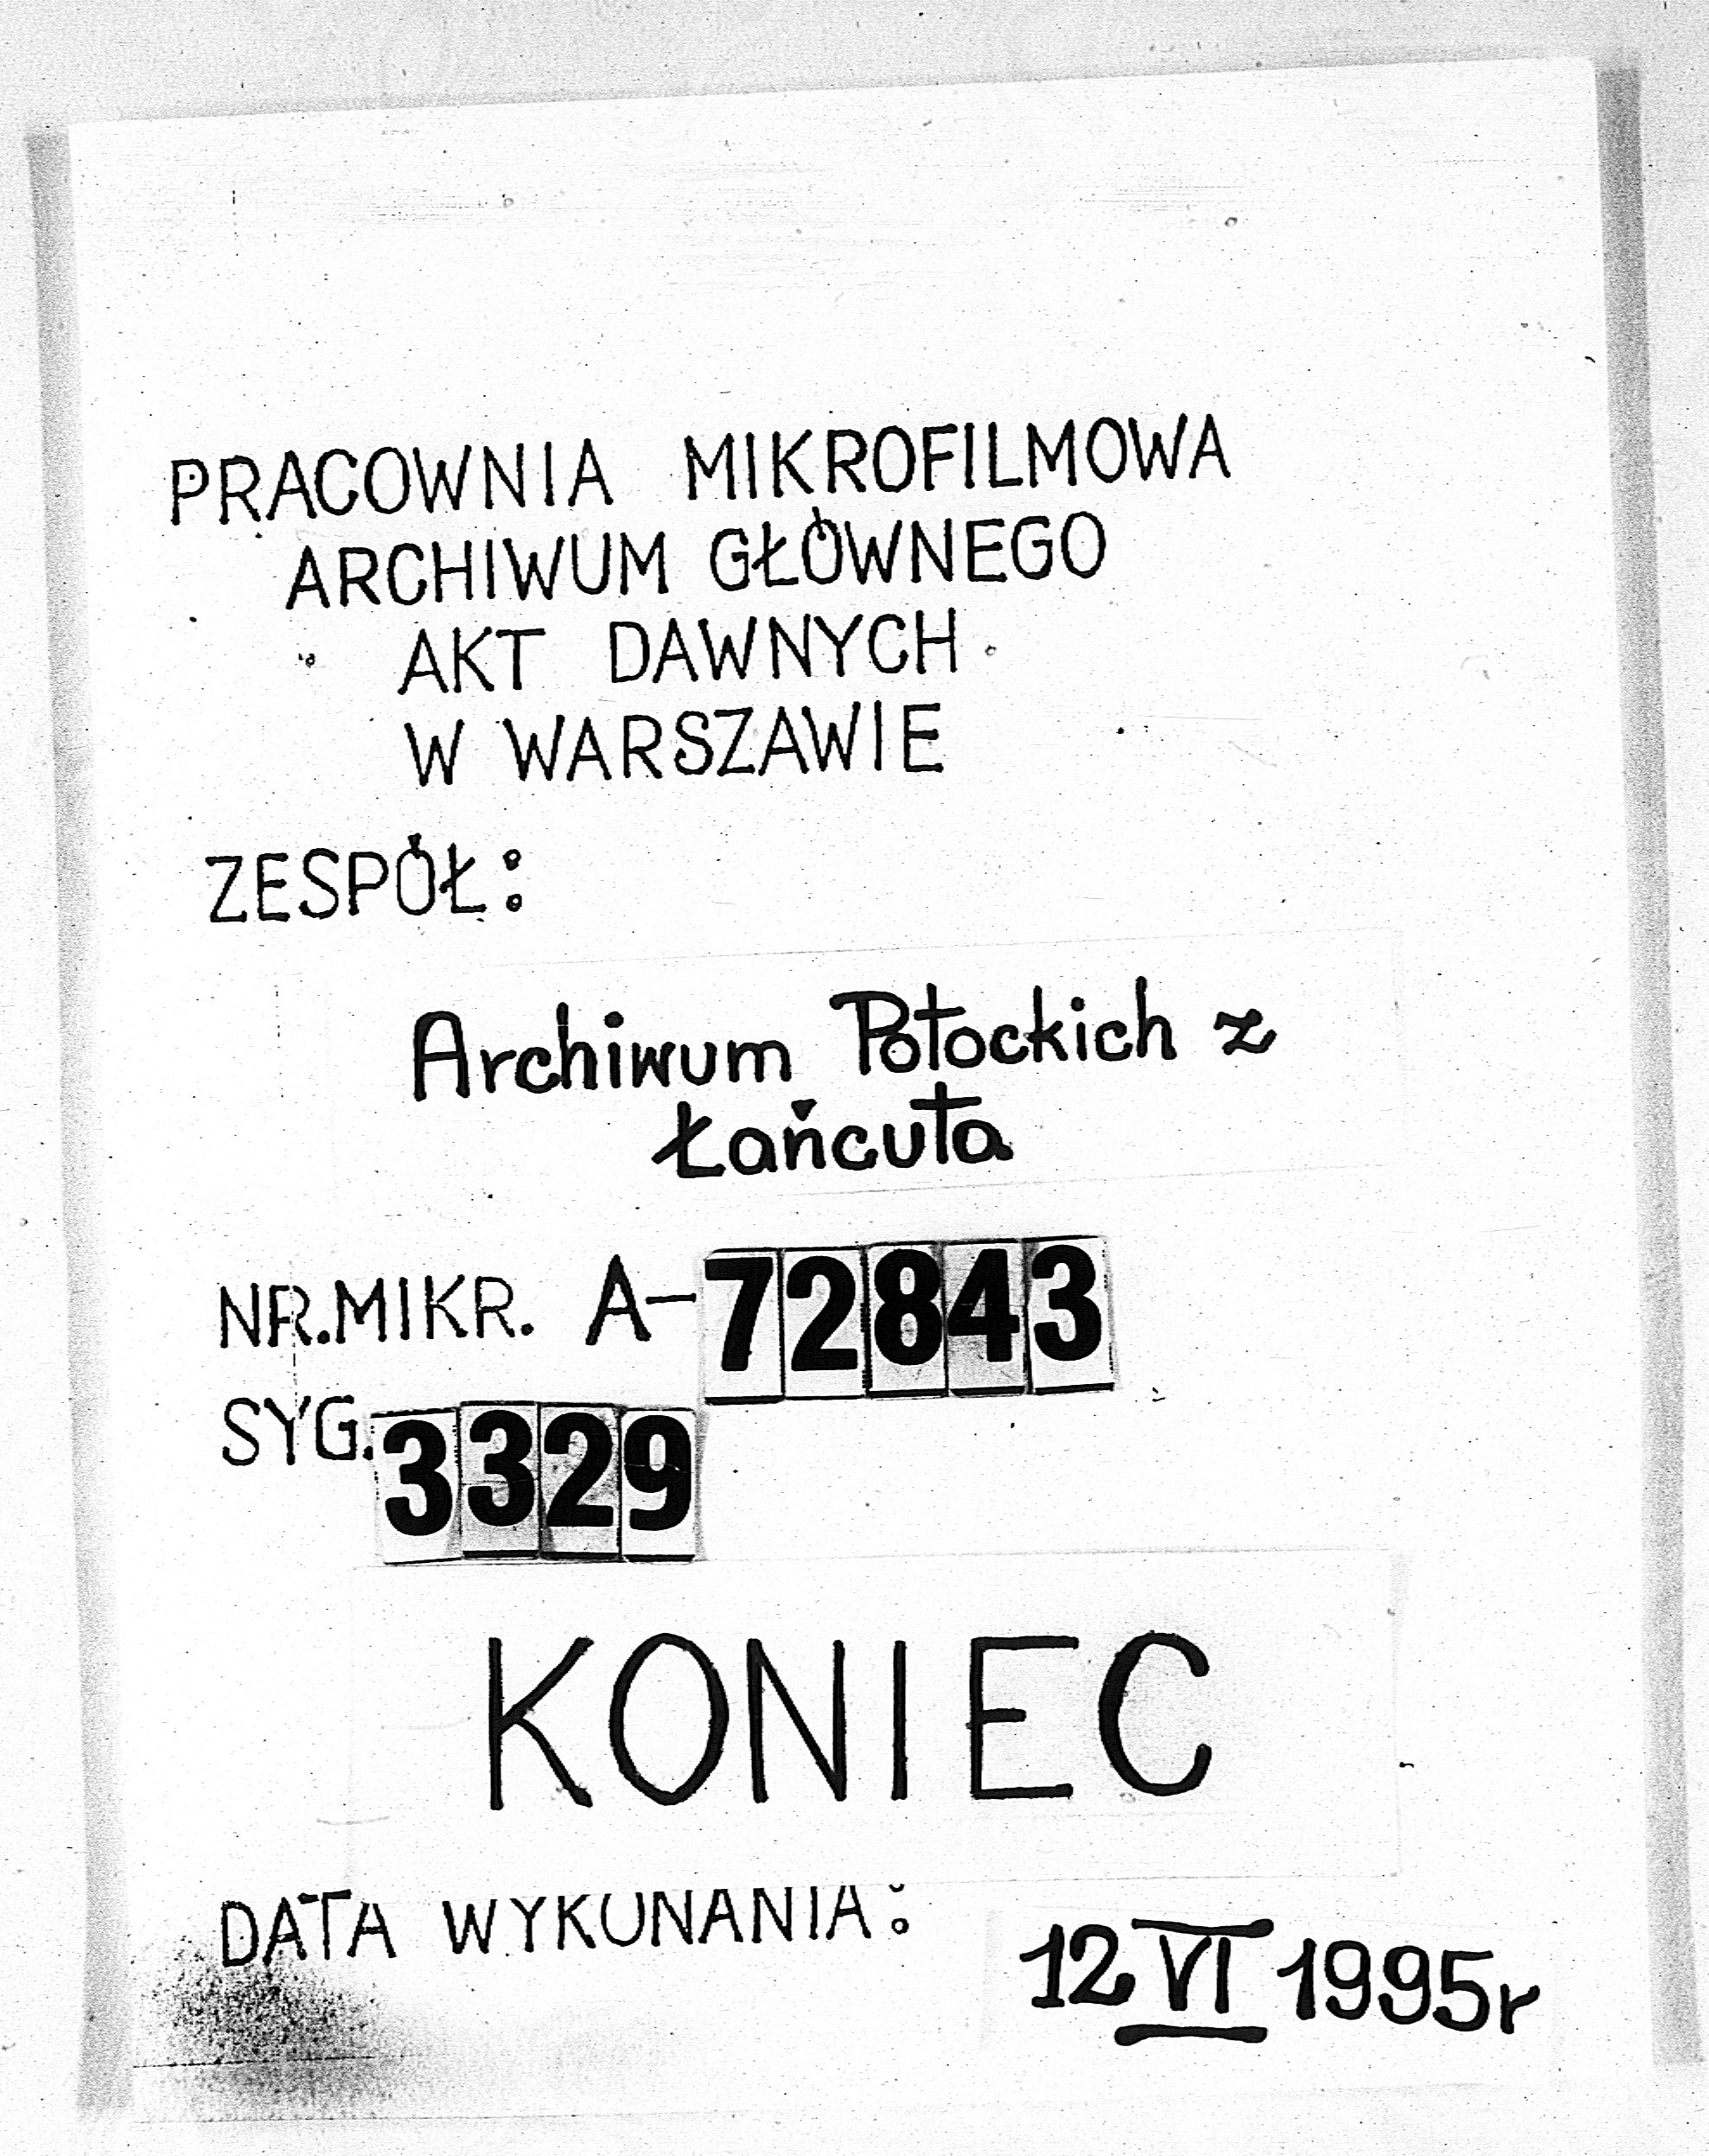 PRACOWNIA MIKROFILMOWA
ARCHIWUM GŁÓWNEGO
AKT DAWNYCH
W WARSZAWIE
ZESPÓŁ:
Archiwum Potockich z
Łańcuta
NR.MIKR. A-72843
SYG. 3329
KONIEC
DATA WYKONANIA:
12 VI 1995r